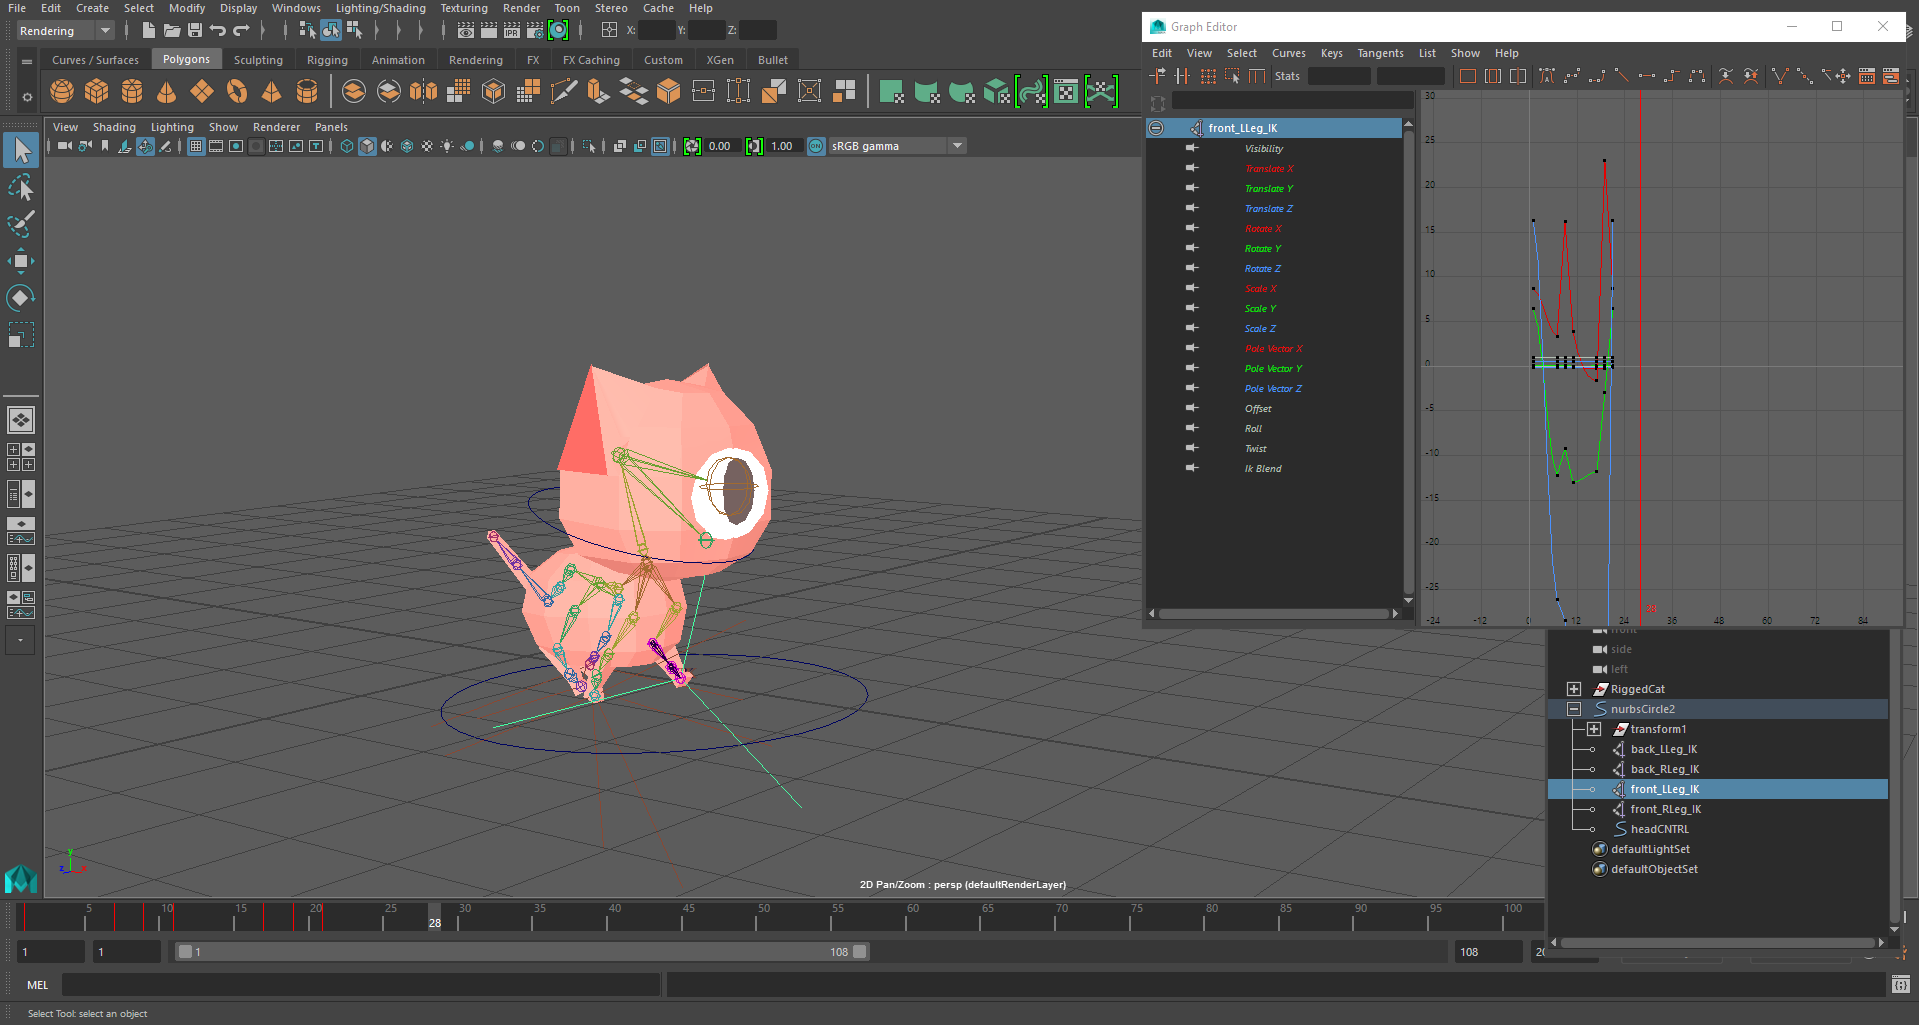 File Edit Create Select Modify Display Windows Lighting/Shading Texturing Render Toon Stereo Cache Help
Rendering X: Y: Z:
IPR
Curves / Surfaces Polygons Sculpting Rigging Animation Rendering FX FX Caching Custom XGen Bullet
View Shading Lighting Show Renderer Panels
0.00 1.00 ON sRGB gamma
Graph Editor
Edit View Select Curves Keys Tangents List Show Help
Stats
front_LLeg_IK
Visibility
Translate X
Translate Y
Translate Z
Rotate X
Rotate Y
Rotate Z
Scale X
Scale Y
Scale Z
Pole Vector X
Pole Vector Y
Pole Vector Z
Offset
Roll
Twist
Ik Blend
30
25
20
15
10
5
0
-5
-10
-15
-20
-25
28
-24 -12 0 12 24 36 48 60 72 84
front
side
left
RiggedCat
nurbsCircle2
transform1
back_LLeg_IK
back_RLeg_IK
front_LLeg_IK
front_RLeg_IK
headCNTRL
defaultLightSet
defaultObjectSet
y
z x
2D Pan/Zoom : persp (defaultRenderLayer)
5 10 15 20 25 30 35 40 45 50 55 60 65 70 75 80 85 90 95 100
28
1 1 1 108 108 20
MEL
Select Tool: select an object